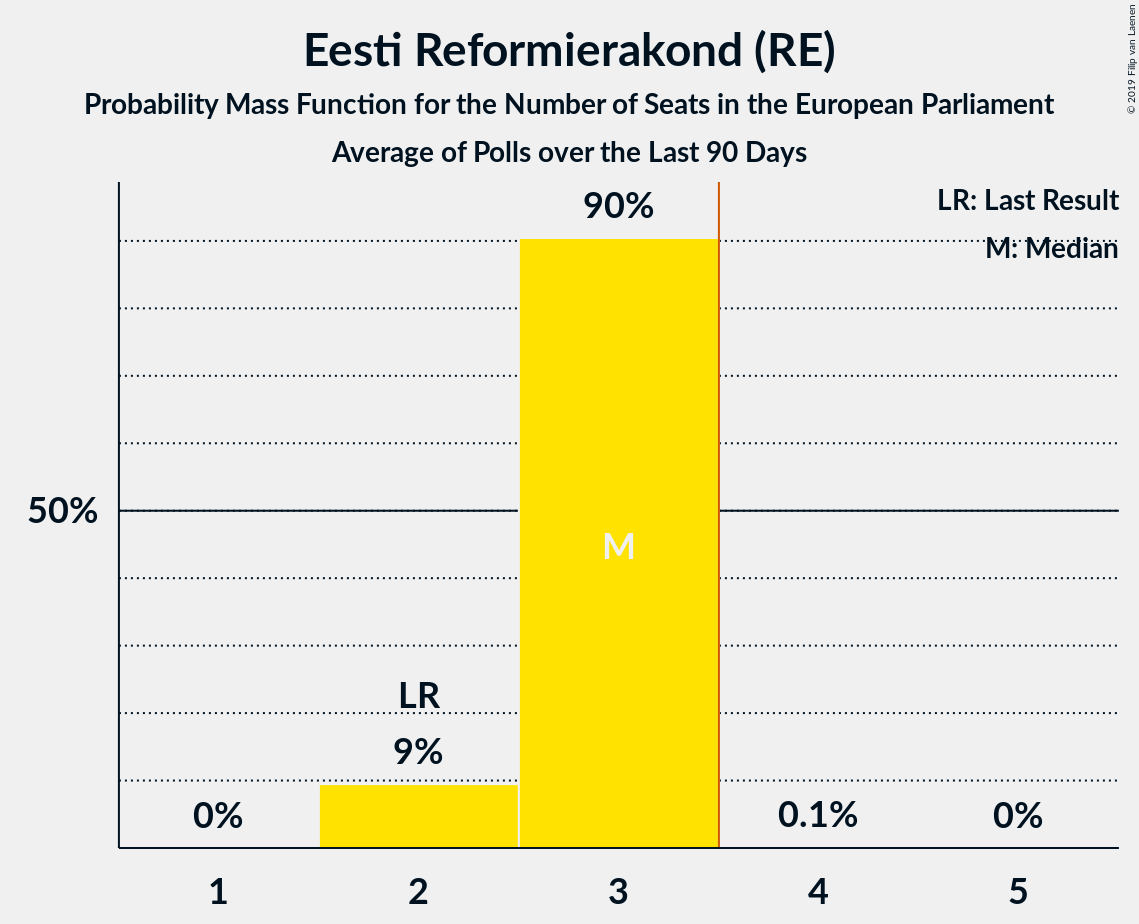 Eesti Reformierakond (RE)
Probability Mass Function for the Number of Seats in the European Parliament
Average of Polls over the Last 90 Days
© 2019 Filip van Laenen
LR: Last Result
M: Median
90%
50%
M
LR
9%
0%
0.1%
0%
1
2
3
4
5